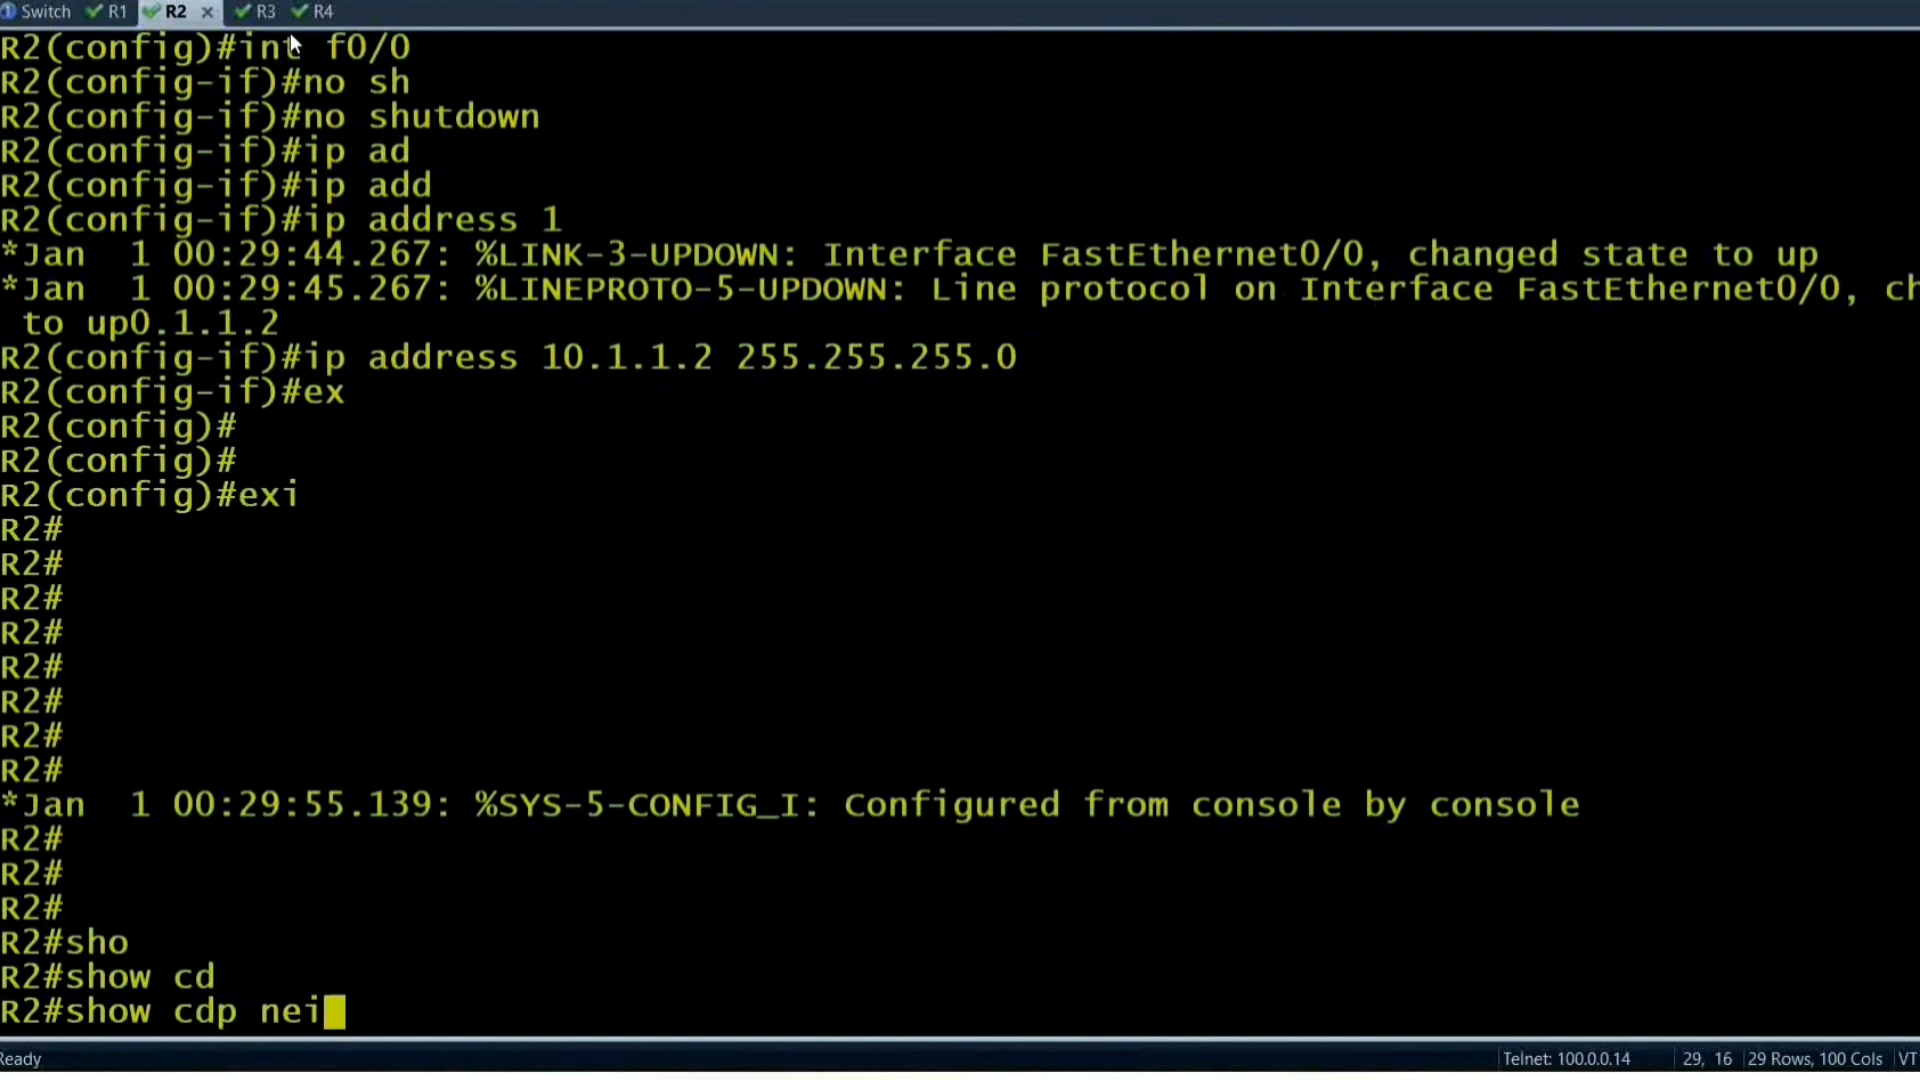 Switch R1 R2 × R3 R4
R2(config)#int f0/0
R2(config-if)#no sh
R2(config-if)#no shutdown
R2(config-if)#ip ad
R2(config-if)#ip add
R2(config-if)#ip address 1
*Jan  1 00:29:44.267: %LINK-3-UPDOWN: Interface FastEthernet0/0, changed state to up
*Jan  1 00:29:45.267: %LINEPROTO-5-UPDOWN: Line protocol on Interface FastEthernet0/0, ch
 to up0.1.1.2
R2(config-if)#ip address 10.1.1.2 255.255.255.0
R2(config-if)#ex
R2(config)#
R2(config)#
R2(config)#exi
R2#
R2#
R2#
R2#
R2#
R2#
R2#
R2#
*Jan  1 00:29:55.139: %SYS-5-CONFIG_I: Configured from console by console
R2#
R2#
R2#
R2#sho
R2#show cd
R2#show cdp nei
Ready Telnet: 100.0.0.14 29, 16 29 Rows, 100 Cols VT